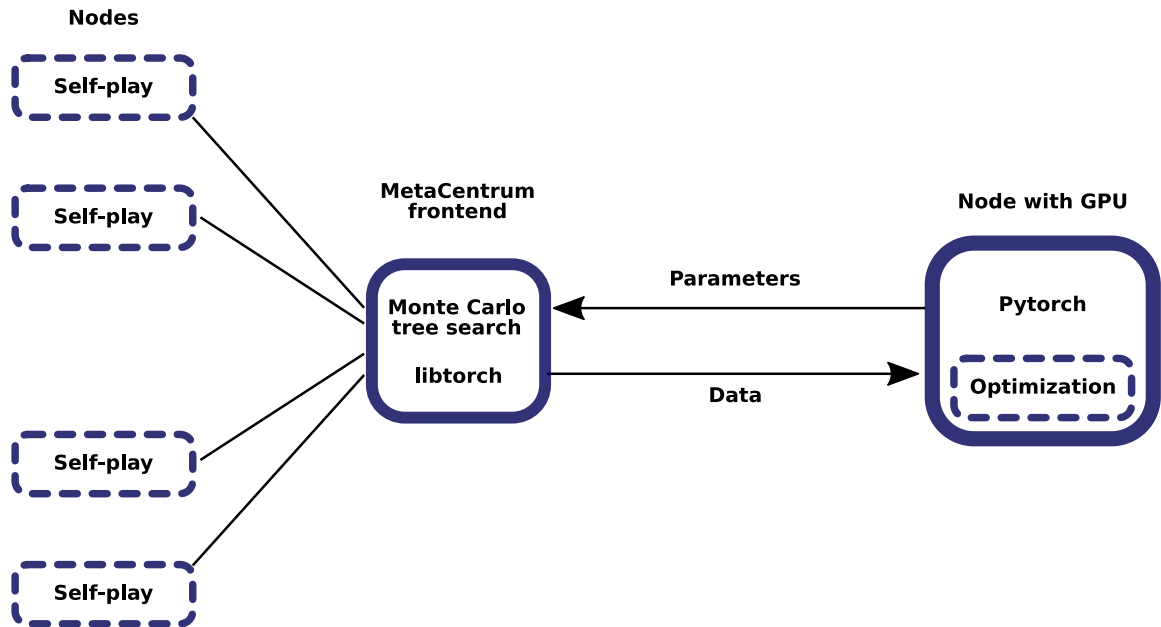 Nodes
Self-play
Self-play
Self-play
Self-play
MetaCentrum
frontend
Monte Carlo
tree search
libtorch
Parameters
Data
Node with GPU
Pytorch
Optimization